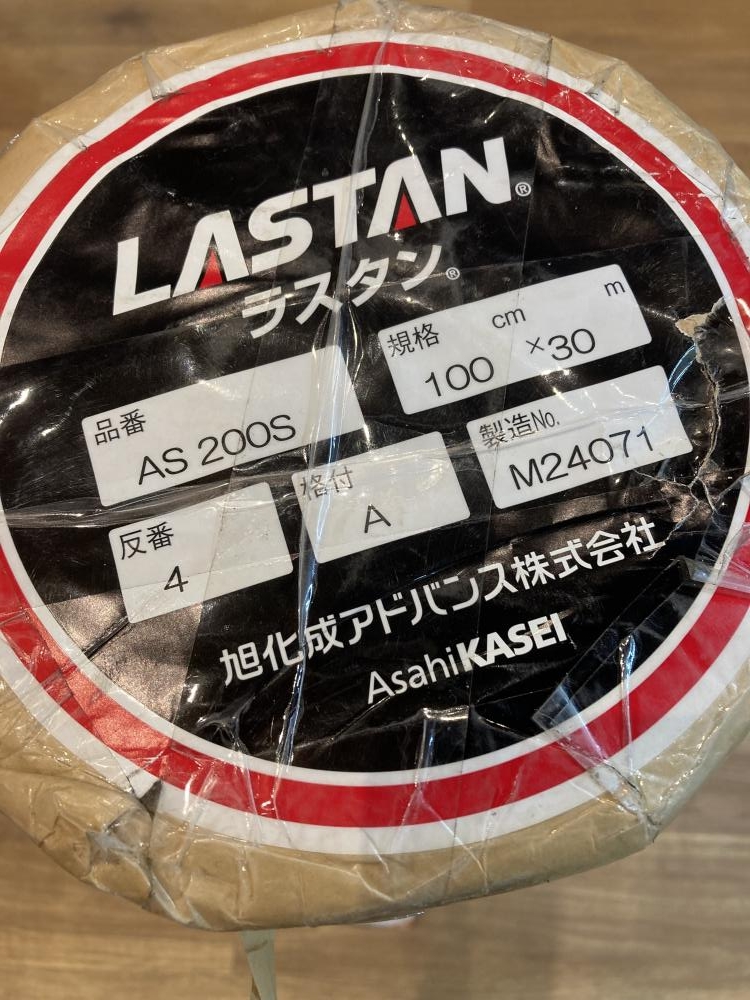 LASTAN®
ラスタン®
規格 cm m
100 ×30
品番
AS 200S
製造No.
M24071
格付
A
反番
4
旭化成アドバンス株式会社
AsahiKASEI